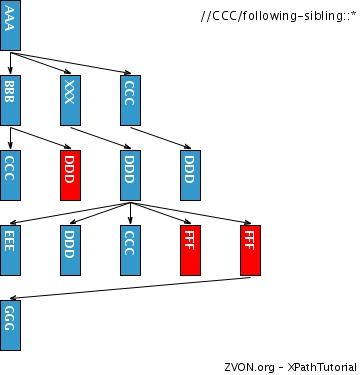 //CCC/following-sibling::*
AAA
BBB XXX CCC
CCC DDD DDD DDD
EEE DDD CCC FFF FFF
GGG
ZVON.org - XPathTutorial